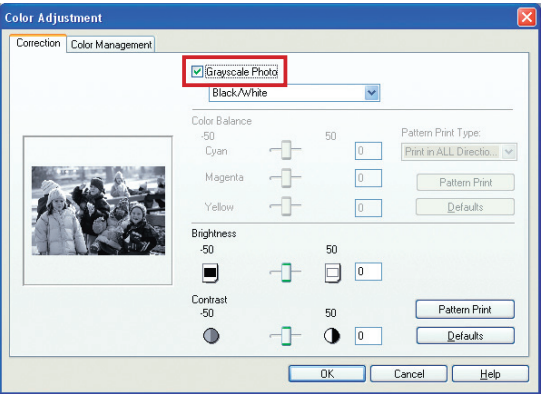 Color Adjustment
Correction Color Management
Grayscale Photo
Black/White
Color Balance
-50 50 Pattern Print Type:
Cyan 0 Print in ALL Directio...
Magenta 0 Pattern Print
Yellow 0 Defaults
Brightness
-50 50
0
Contrast
-50 50 Pattern Print
0 Defaults
OK Cancel Help